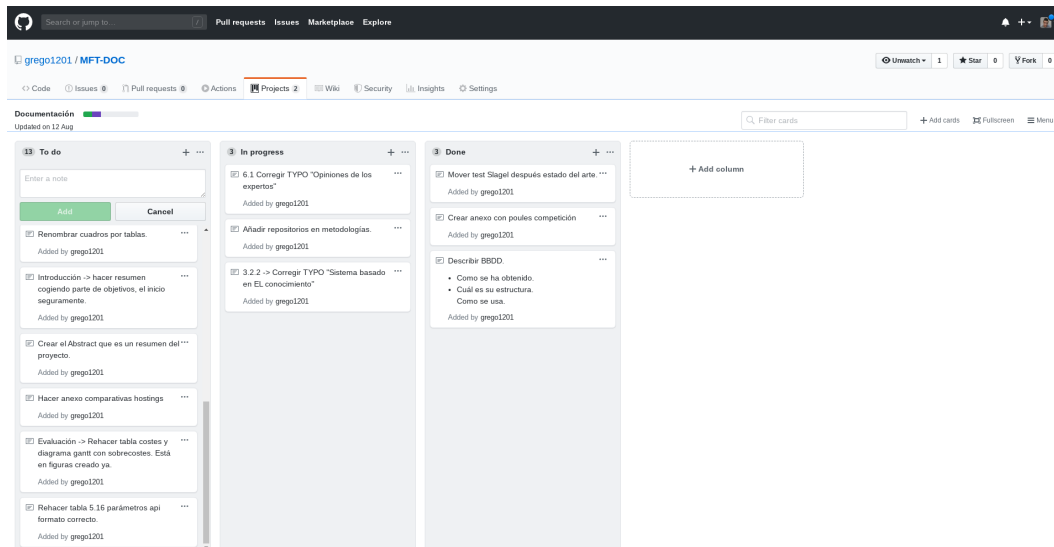 Search or jump to...
/
Pull requests Issues Marketplace Explore
grego1201 / MFT-DOC
Unwatch 1 Star 0 Fork 0
Code Issues 0 Pull requests 0 Actions Projects 2 Wiki Security Insights Settings
Documentación
Updated on 12 Aug
Filter cards
+ Add cards Fullscreen Menu
13 To do
Enter a note
Add Cancel
Renombrar cuadros por tablas.
Added by grego1201
Introducción -> hacer resumen
cogiendo parte de objetivos, el inicio
seguramente.
Added by grego1201
Crear el Abstract que es un resumen del
proyecto.
Added by grego1201
Hacer anexo comparativas hostings
Added by grego1201
Evaluación -> Rehacer tabla costes y
diagrama gantt con sobrecostes. Está
en figuras creado ya.
Added by grego1201
Rehacer tabla 5.16 parámetros api
formato correcto.
Added by grego1201
3 In progress
6.1 Corregir TYPO "Opiniones de los
expertos"
Added by grego1201
Añadir repositorios en metodologías.
Added by grego1201
3.2.2 -> Corregir TYPO "Sistema basado
en EL conocimiento"
Added by grego1201
3 Done
Mover test Slagel después estado del arte.
Added by grego1201
Crear anexo con poules competición
Added by grego1201
Describir BBDD.
• Como se ha obtenido.
• Cuál es su estructura.
Como se usa.
Added by grego1201
+ Add column